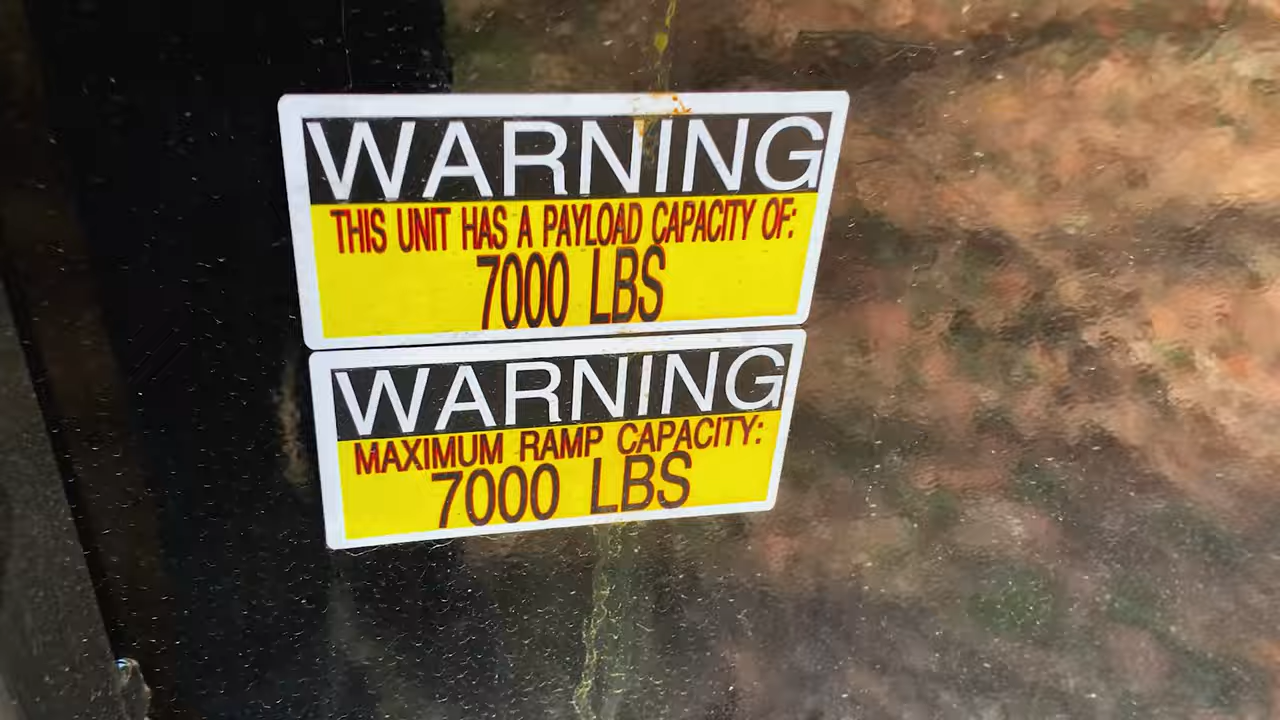 WARNING
THIS UNIT HAS A PAYLOAD CAPACITY OF:
7000 LBS
WARNING
MAXIMUM RAMP CAPACITY:
7000 LBS